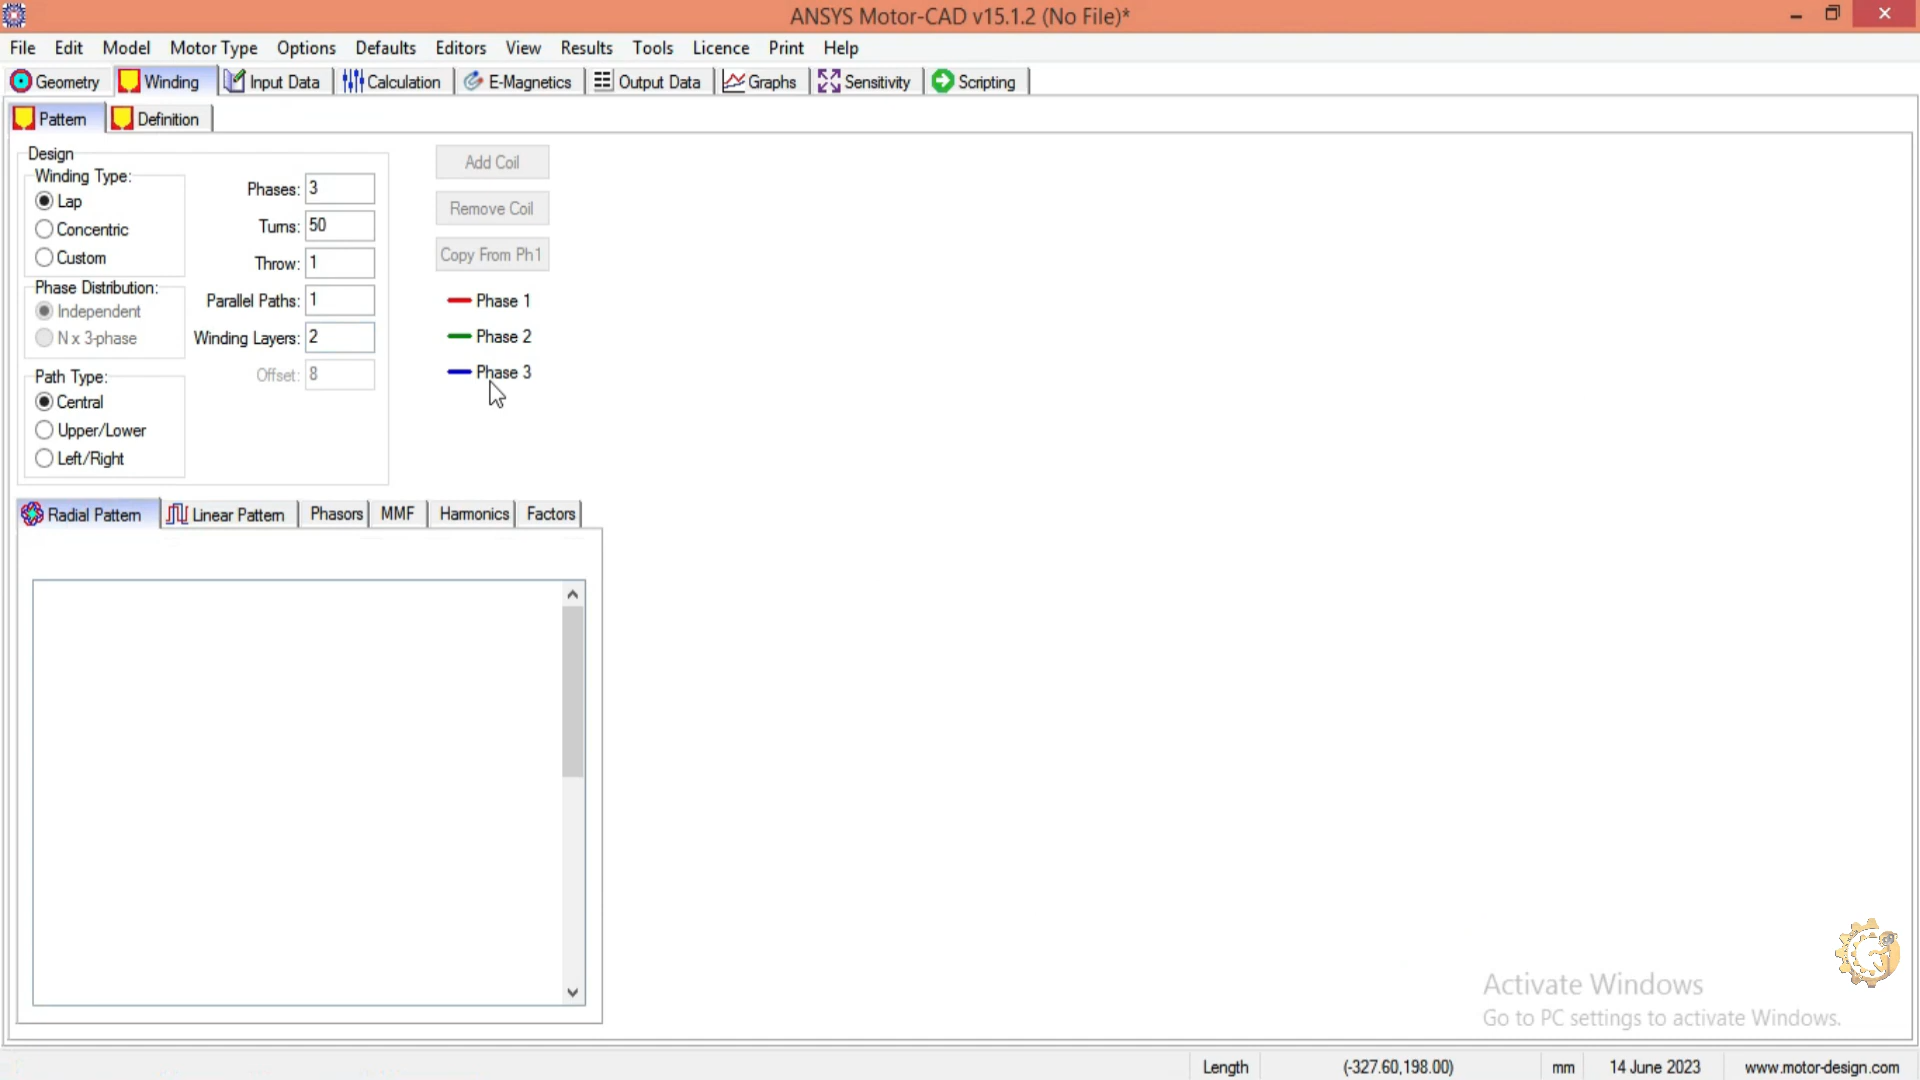 ANSYS Motor-CAD v15.1.2 (No File)*
File Edit Model Motor Type Options Defaults Editors View Results Tools Licence Print Help
Geometry Winding Input Data Calculation E-Magnetics Output Data Graphs Sensitivity Scripting
Pattern Definition
Design
Winding Type:
Lap
Concentric
Custom
Phase Distribution:
Independent
N x 3-phase
Path Type:
Central
Upper/Lower
Left/Right
Phases: 3
Turns: 50
Throw: 1
Parallel Paths: 1
Winding Layers: 2
Offset: 8
Add Coil
Remove Coil
Copy From Ph1
Phase 1
Phase 2
Phase 3
Radial Pattern Linear Pattern Phasors MMF Harmonics Factors
Activate Windows
Go to PC settings to activate Windows.
Length (-327.60,198.00) mm 14 June 2023 www.motor-design.com